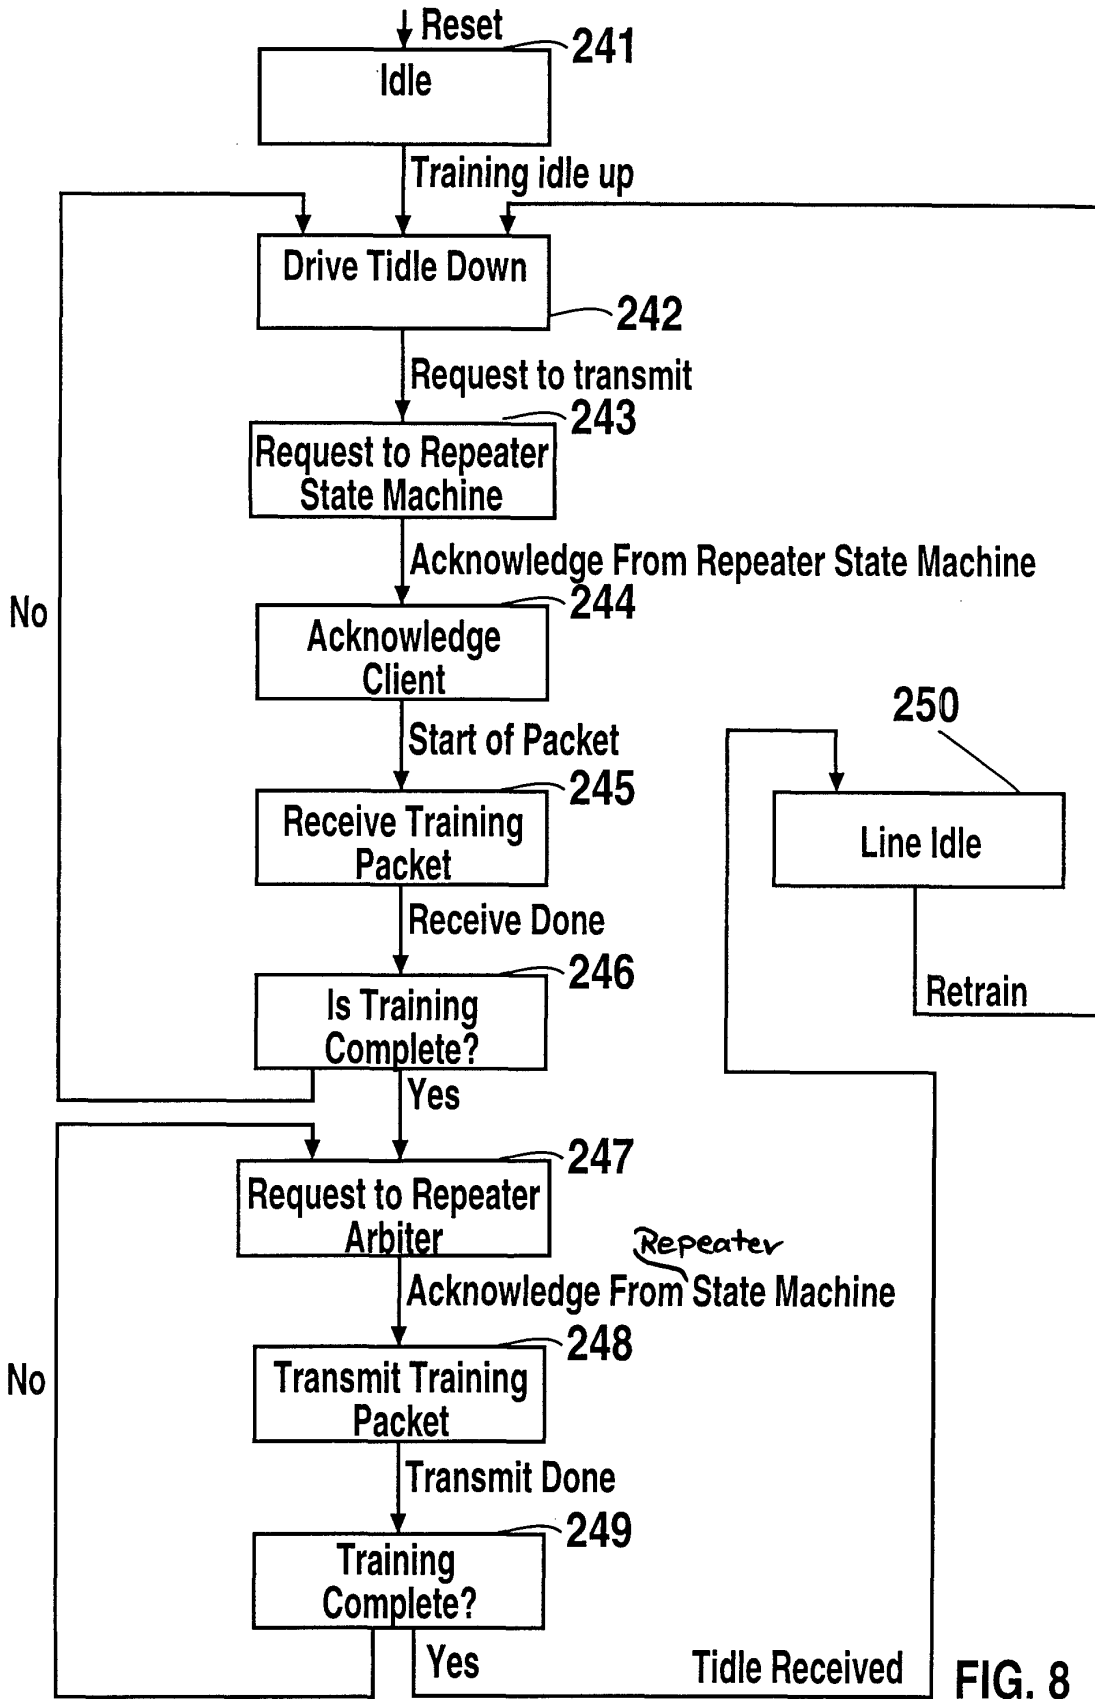 Reset
241
Idle
Training idle up
Drive Tidle Down
242
Request to transmit
243
Request to Repeater
State Machine
Acknowledge From Repeater State Machine
244
No
Acknowledge
Client
250
Start of Packet
245
Receive Training
Packet
Line Idle
Receive Done
246
Is Training
Complete?
Retrain
Yes
247
Request to Repeater
Arbiter
Repeater
Acknowledge From State Machine
248
No
Transmit Training
Packet
Transmit Done
249
Training
Complete?
Yes
Tidle Received
FIG. 8